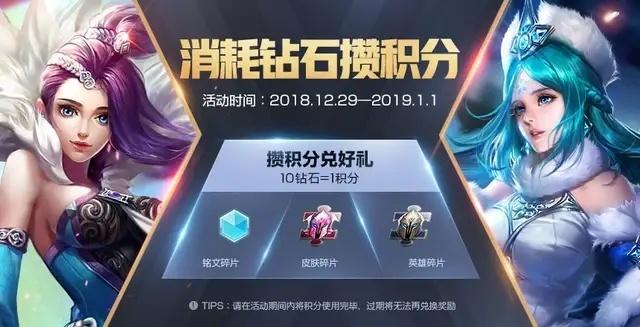 消耗钻石攒积分
活动时间：2018.12.29—2019.1.1
攒积分兑好礼
10钻石=1积分
铭文碎片 皮肤碎片 英雄碎片
! TIPS：请在活动期间内将积分使用完毕，过期将无法再兑换奖励